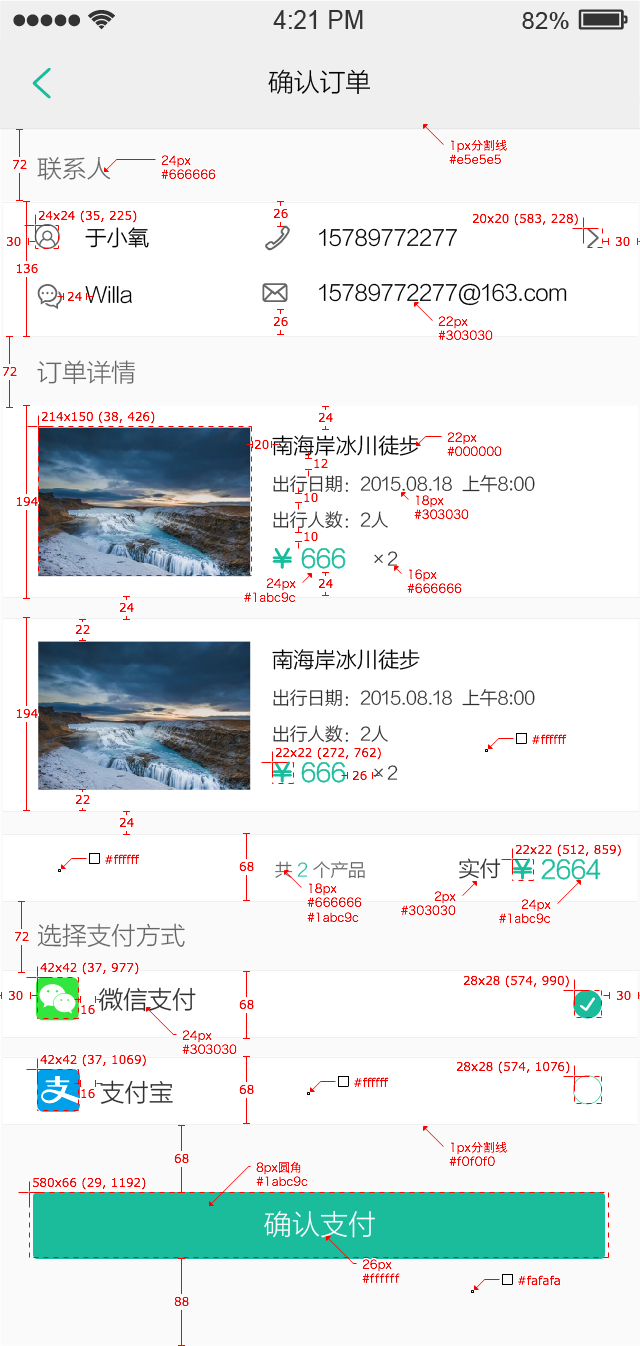 4:21 PM 82%
确认订单
1px分割线
#e5e5e5
72
联系人
24px
#666666
24x24 (35, 225)
26
20x20 (583, 228)
30
于小氧
15789772277
30
136
24
Willa
15789772277@163.com
26
22px
#303030
72
订单详情
214x150 (38, 426)
24
20
南海岸冰川徒步
22px
#000000
12
出行日期：2015.08.18 上午8:00
194
10
18px
#303030
出行人数：2人
10
¥ 666 ×2
24px
#1abc9c
24
16px
#666666
24
22
南海岸冰川徒步
194
出行日期：2015.08.18 上午8:00
出行人数：2人
#ffffff
22x22 (272, 762)
¥ 666 26 ×2
22
24
#ffffff
68
22x22 (512, 859)
共 2 个产品
实付 ¥ 2664
18px
#666666
#1abc9c
2px
#303030
24px
#1abc9c
72
选择支付方式
42x42 (37, 977)
28x28 (574, 990)
30
16
微信支付
68
30
24px
#303030
42x42 (37, 1069)
28x28 (574, 1076)
16
支付宝
68
#ffffff
1px分割线
#f0f0f0
68
8px圆角
#1abc9c
580x66 (29, 1192)
确认支付
26px
#ffffff
#fafafa
88